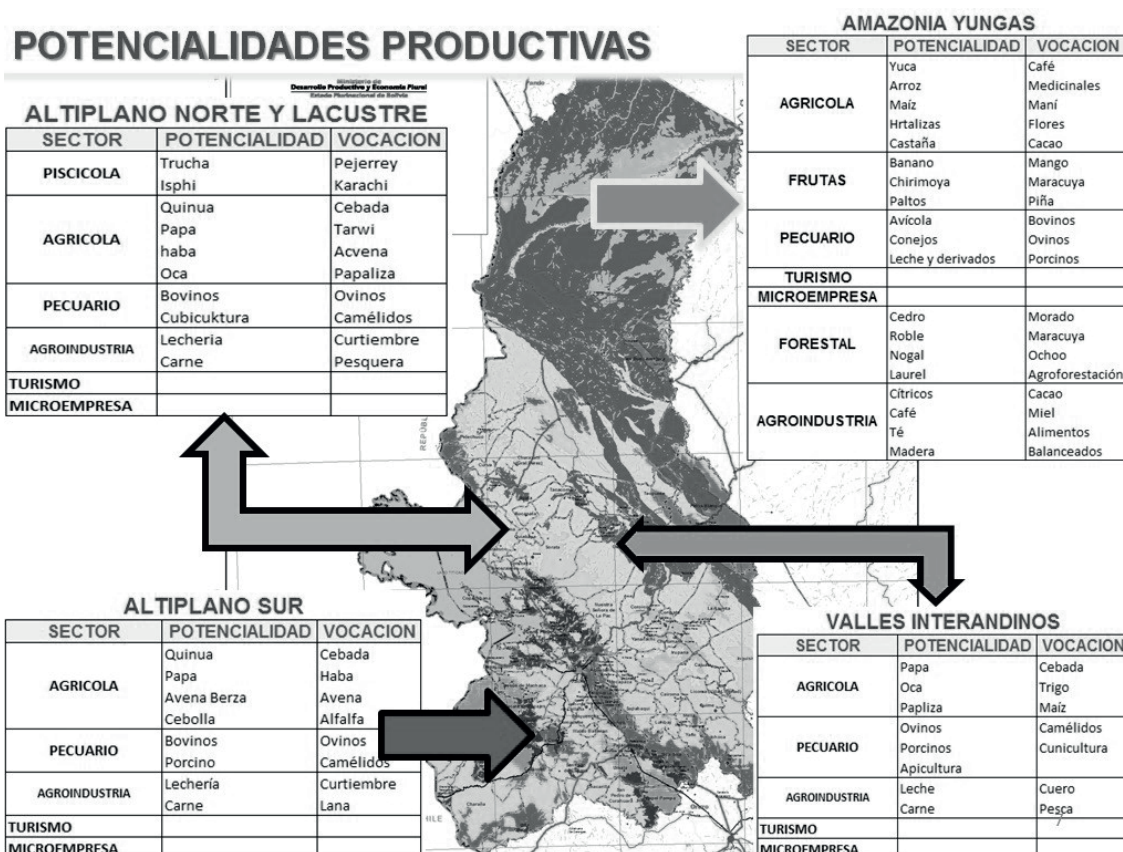 POTENCIALIDADES PRODUCTIVAS
Ministerio de
Desarrollo Productivo y Economía Plural
Estado Plurinacional de Bolivia
ALTIPLANO NORTE Y LACUSTRE
SECTOR POTENCIALIDAD VOCACION
PISCICOLA
Trucha Pejerrey
Isphi Karachi
AGRICOLA
Quinua Cebada
Papa Tarwi
haba Acvena
Oca Papaliza
PECUARIO
Bovinos Ovinos
Cubicuktura Camélidos
AGROINDUSTRIA
Lecheria Curtiembre
Carne Pesquera
TURISMO
MICROEMPRESA
AMAZONIA YUNGAS
SECTOR POTENCIALIDAD VOCACION
AGRICOLA
Yuca Café
Arroz Medicinales
Maíz Maní
Hrtalizas Flores
Castaña Cacao
FRUTAS
Banano Mango
Chirimoya Maracuya
Paltos Piña
PECUARIO
Avícola Bovinos
Conejos Ovinos
Leche y derivados Porcinos
TURISMO
MICROEMPRESA
FORESTAL
Cedro Morado
Roble Maracuya
Nogal Ochoo
Laurel Agroforestación
AGROINDUSTRIA
Cítricos Cacao
Café Miel
Té Alimentos
Madera Balanceados
ALTIPLANO SUR
SECTOR POTENCIALIDAD VOCACION
AGRICOLA
Quinua Cebada
Papa Haba
Avena Berza Avena
Cebolla Alfalfa
PECUARIO
Bovinos Ovinos
Porcino Camélidos
AGROINDUSTRIA
Lechería Curtiembre
Carne Lana
TURISMO
MICROEMPRESA
VALLES INTERANDINOS
SECTOR POTENCIALIDAD VOCACION
AGRICOLA
Papa Cebada
Oca Trigo
Papliza Maíz
PECUARIO
Ovinos Camélidos
Porcinos Cunicultura
Apicultura
AGROINDUSTRIA
Leche Cuero
Carne Pesca
7
TURISMO
MICROEMPRESA